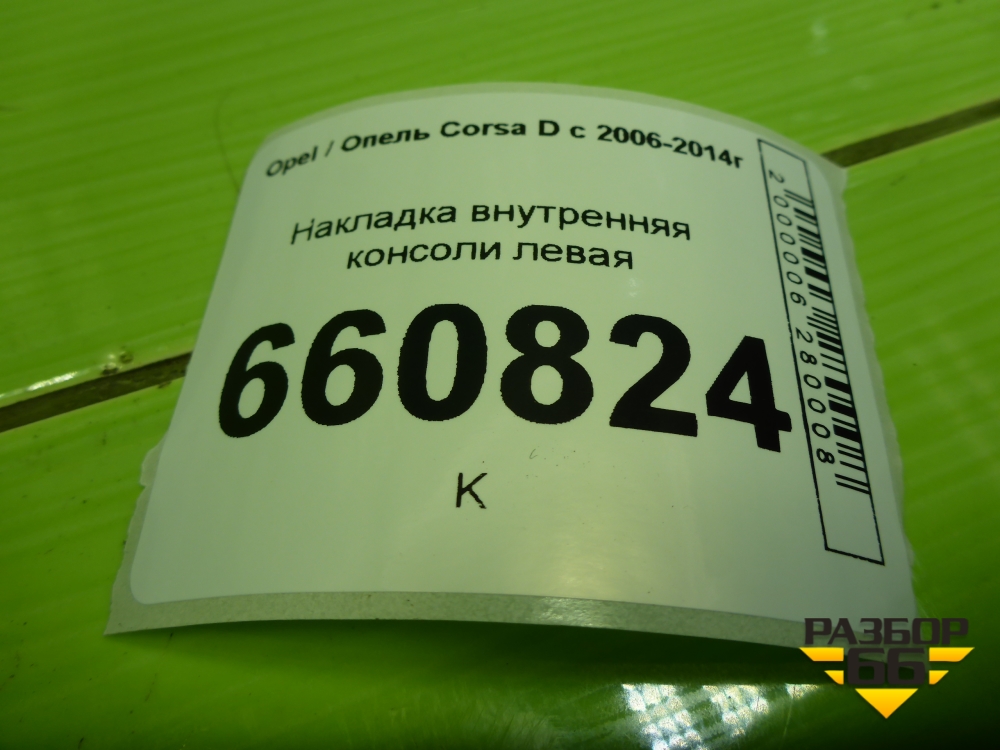 Opel / Опель Corsa D с 2006-2014г
Накладка внутренняя
консоли левая
660824
К
2000006280008
РАЗБОР
66